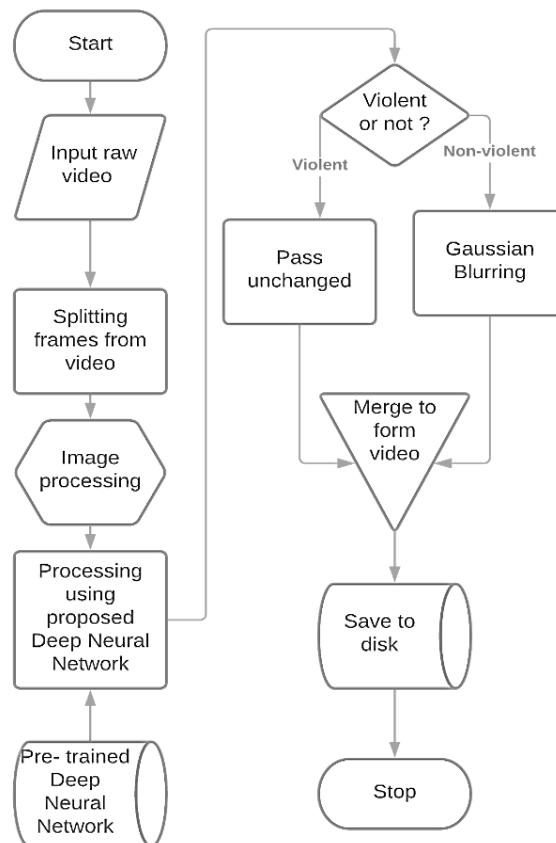 Start
Input raw
video
Splitting
frames from
video
Image
processing
Processing
using
proposed
Deep Neural
Network
Pre- trained
Deep
Neural
Network
Violent
or not ?
Violent
Non-violent
Pass
unchanged
Gaussian
Blurring
Merge to
form
video
Save to
disk
Stop